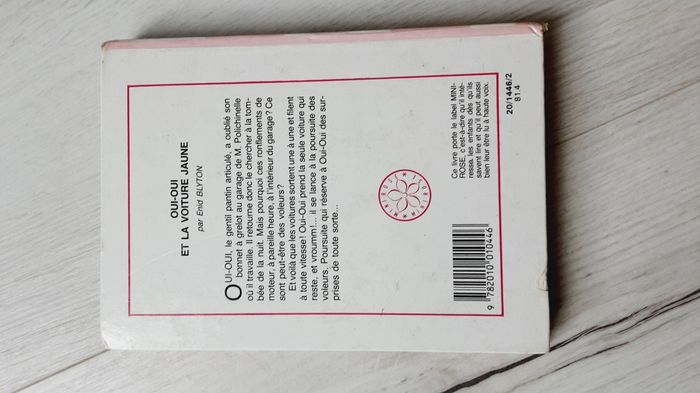 OUI-OUI
ET LA VOITURE JAUNE
par Enid BLYTON
OUI-OUI, le gentil pantin articulé, a oublié son
bonnet à grelot au garage de M. Polichinelle
où il travaille. Il retourne donc le chercher à la tom-
bée de la nuit. Mais pourquoi ces ronflements de
moteur, à pareille heure, à l'intérieur du garage? Ce
sont peut-être des voleurs?
Et voilà que les voitures sortent une à une et filent
à toute vitesse! Oui-Oui prend la seule voiture qui
reste, et vroumm!... il se lance à la poursuite des
voleurs. Poursuite qui réserve à Oui-Oui des sur-
prises de toute sorte...
Ce livre porte le label MINI-
ROSE, c'est-à-dire qu'il inté-
resse les enfants dès qu'ils
savent lire et qu'il peut aussi
bien leur être lu à haute voix.
20/1446/2
81.4
9 782010 010446